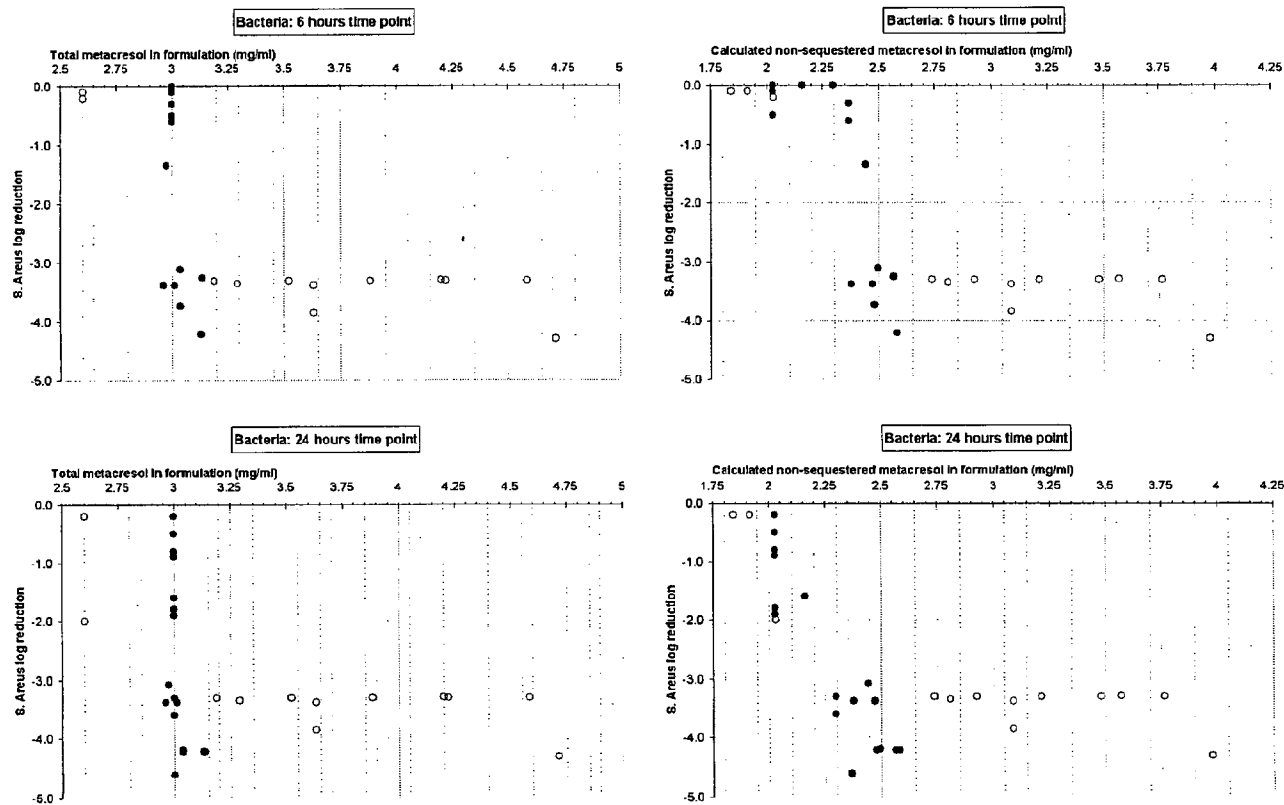 Bacteria: 6 hours time point
Total metacresol in formulation (mg/ml)
2.5 2.75 3 3.25 3.5 3.75 4 4.25 4.5 4.75 5
0.0
-1.0
-2.0
-3.0
-4.0
-5.0
S. Areus log reduction
Bacteria: 6 hours time point
Calculated non-sequestered metacresol in formulation (mg/ml)
1.75 2 2.25 2.5 2.75 3 3.25 3.5 3.75 4 4.25
0.0
-1.0
-2.0
-3.0
-4.0
-5.0
S. Areus log reduction
Bacteria: 24 hours time point
Total metacresol in formulation (mg/ml)
2.5 2.75 3 3.25 3.5 3.75 4 4.25 4.5 4.75 5
0.0
-1.0
-2.0
-3.0
-4.0
-5.0
S. Areus log reduction
Bacteria: 24 hours time point
Calculated non-sequestered metacresol in formulation (mg/ml)
1.75 2 2.25 2.5 2.75 3 3.25 3.5 3.75 4 4.25
0.0
-1.0
-2.0
-3.0
-4.0
-5.0
S. Areus log reduction